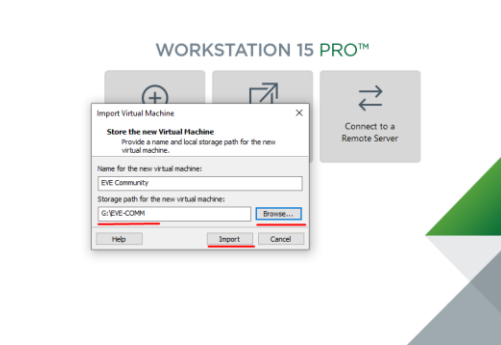 WORKSTATION 15 PRO™
Import Virtual Machine
Store the new Virtual Machine
Provide a name and local storage path for the new
virtual machine.
Name for the new virtual machine:
EVE Community
Storage path for the new virtual machine:
G:\EVE-COMM
Browse...
Help
Import
Cancel
Connect to a
Remote Server